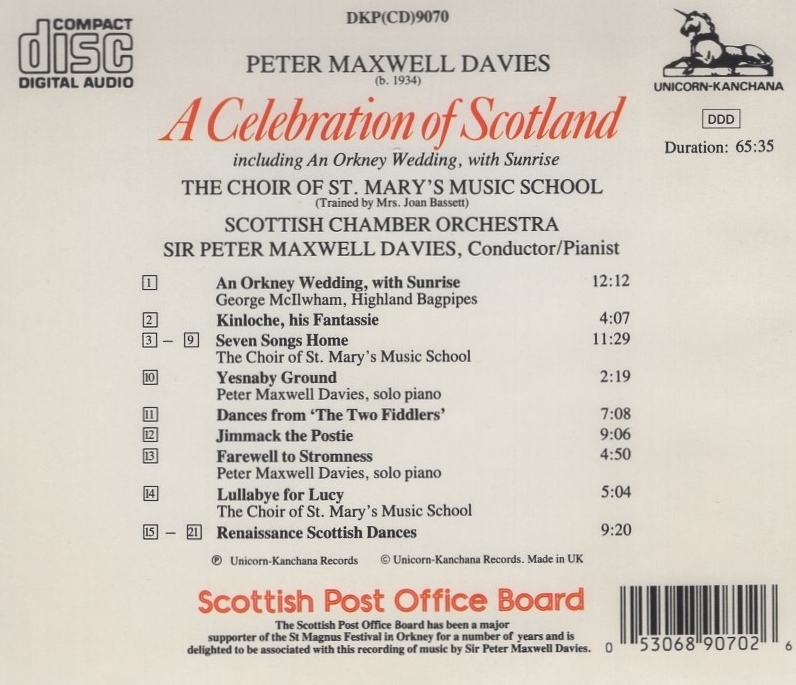 COMPACT
disc
DIGITAL AUDIO
DKP(CD)9070
UNICORN-KANCHANA
DDD
Duration: 65:35
PETER MAXWELL DAVIES
(b. 1934)
A Celebration of Scotland
including An Orkney Wedding, with Sunrise
THE CHOIR OF ST. MARY'S MUSIC SCHOOL
(Trained by Mrs. Joan Bassett)
SCOTTISH CHAMBER ORCHESTRA
SIR PETER MAXWELL DAVIES, Conductor/Pianist
1 An Orkney Wedding, with Sunrise 12:12
George McIlwham, Highland Bagpipes
2 Kinloche, his Fantassie 4:07
3 – 9 Seven Songs Home 11:29
The Choir of St. Mary's Music School
10 Yesnaby Ground 2:19
Peter Maxwell Davies, solo piano
11 Dances from 'The Two Fiddlers' 7:08
12 Jimmack the Postie 9:06
13 Farewell to Stromness 4:50
Peter Maxwell Davies, solo piano
14 Lullabye for Lucy 5:04
The Choir of St. Mary's Music School
15 – 21 Renaissance Scottish Dances 9:20
℗ Unicorn-Kanchana Records © Unicorn-Kanchana Records. Made in UK
Scottish Post Office Board
The Scottish Post Office Board has been a major
supporter of the St Magnus Festival in Orkney for a number of years and is
delighted to be associated with this recording of music by Sir Peter Maxwell Davies.
0 53068 90702 6